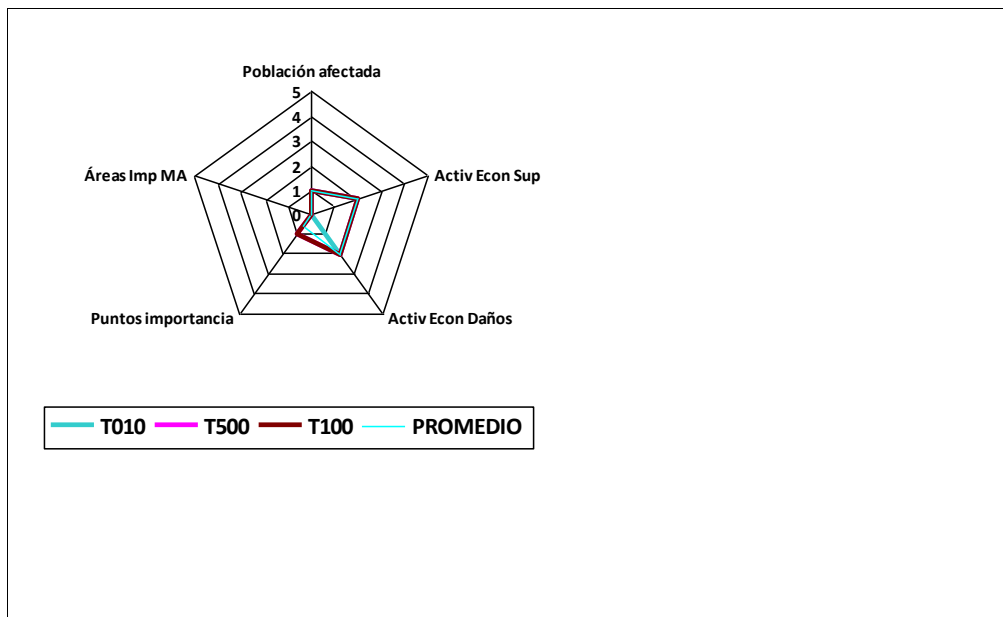 Población afectada
5
4
3
2
1
0
Áreas Imp MA
Activ Econ Sup
Puntos importancia
Activ Econ Daños
T010 T500 T100 PROMEDIO